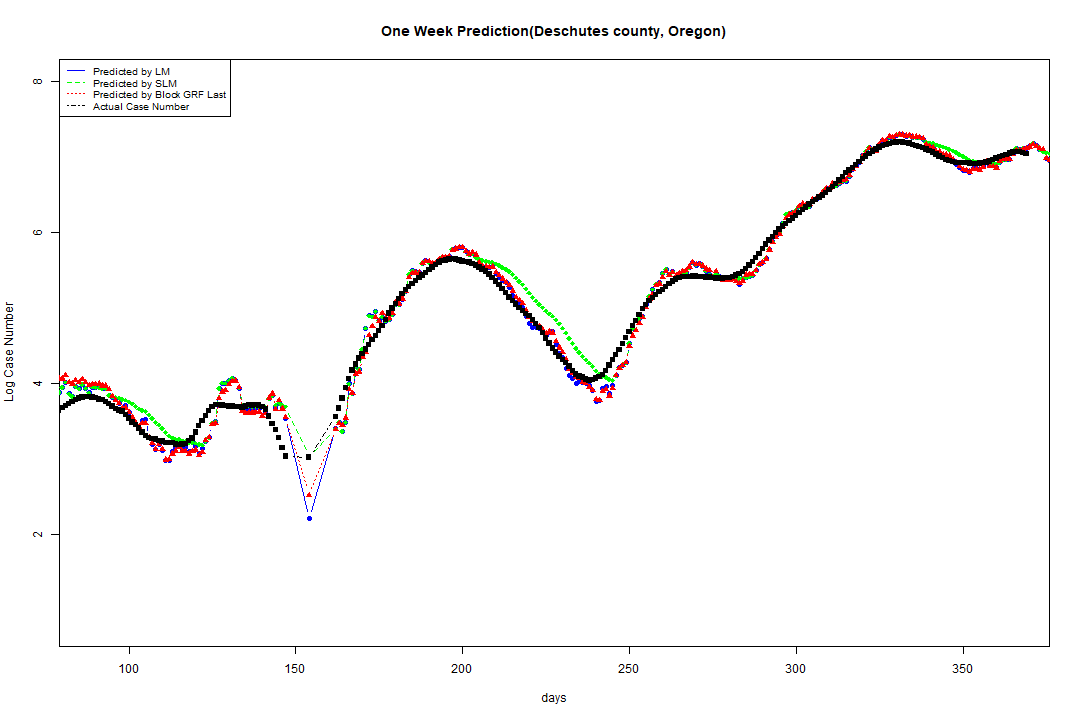 One Week Prediction(Deschutes county, Oregon)
Predicted by LM
Predicted by SLM
Predicted by Block GRF Last
Actual Case Number
8
6
4
2
Log Case Number
100 150 200 250 300 350
days